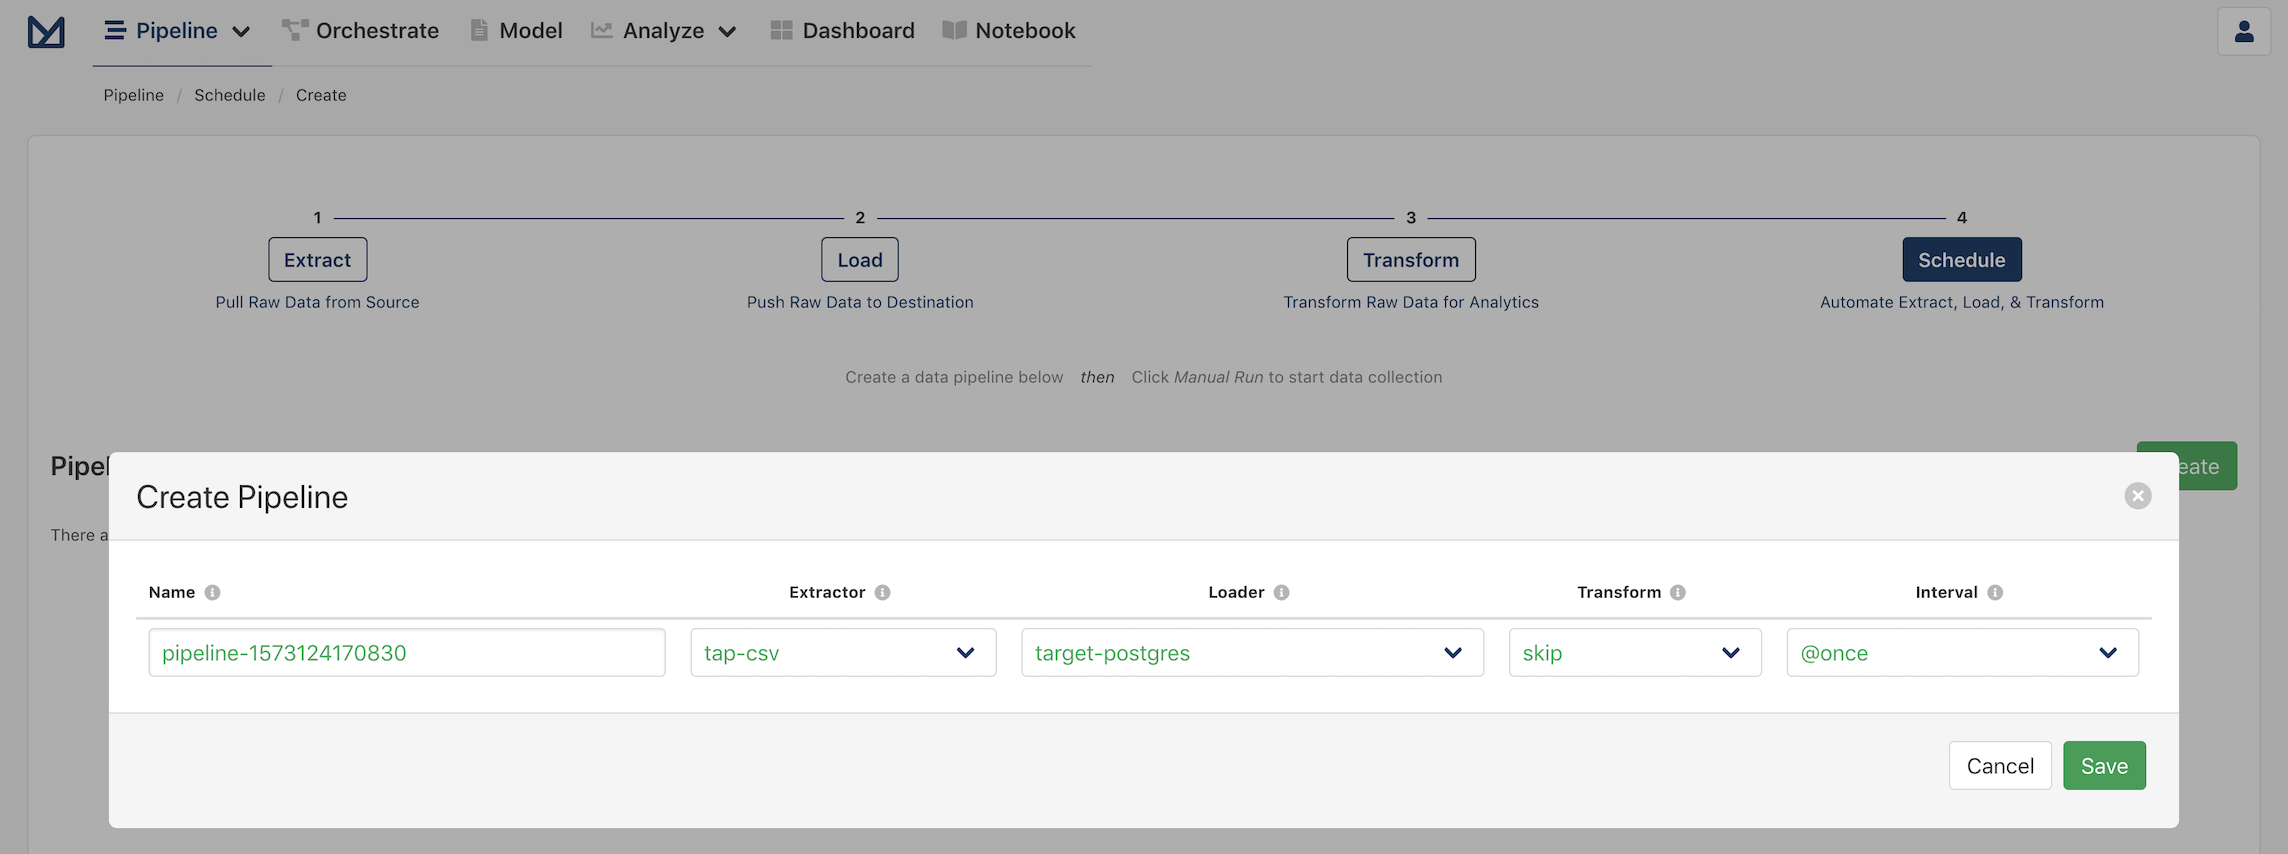 Pipeline Orchestrate Model Analyze Dashboard Notebook
Pipeline / Schedule / Create
1 2 3 4
Extract Load Transform Schedule
Pull Raw Data from Source Push Raw Data to Destination Transform Raw Data for Analytics Automate Extract, Load, & Transform
Create a data pipeline below then Click Manual Run to start data collection
Create Pipeline
There
Name Extractor Loader Transform Interval
pipeline-1573124170830 tap-csv target-postgres skip @once
Cancel Save